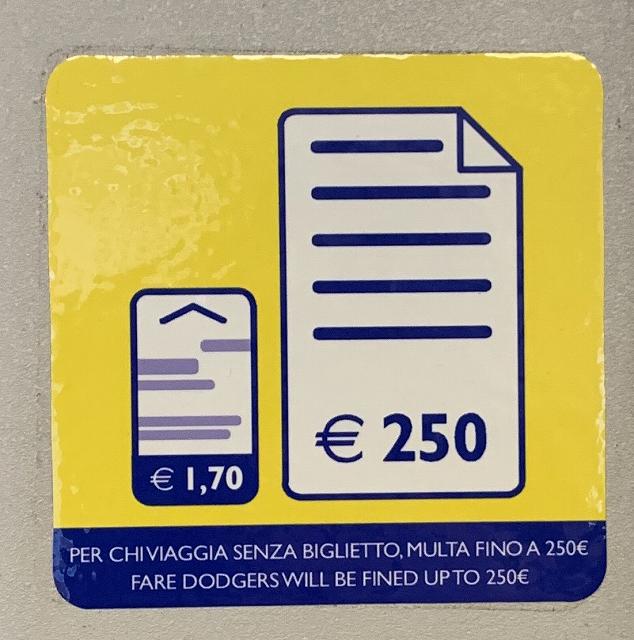 € 250
€ 1,70
PER CHI VIAGGIA SENZA BIGLIETTO, MULTA FINO A 250€
FARE DODGERS WILL BE FINED UP TO 250€